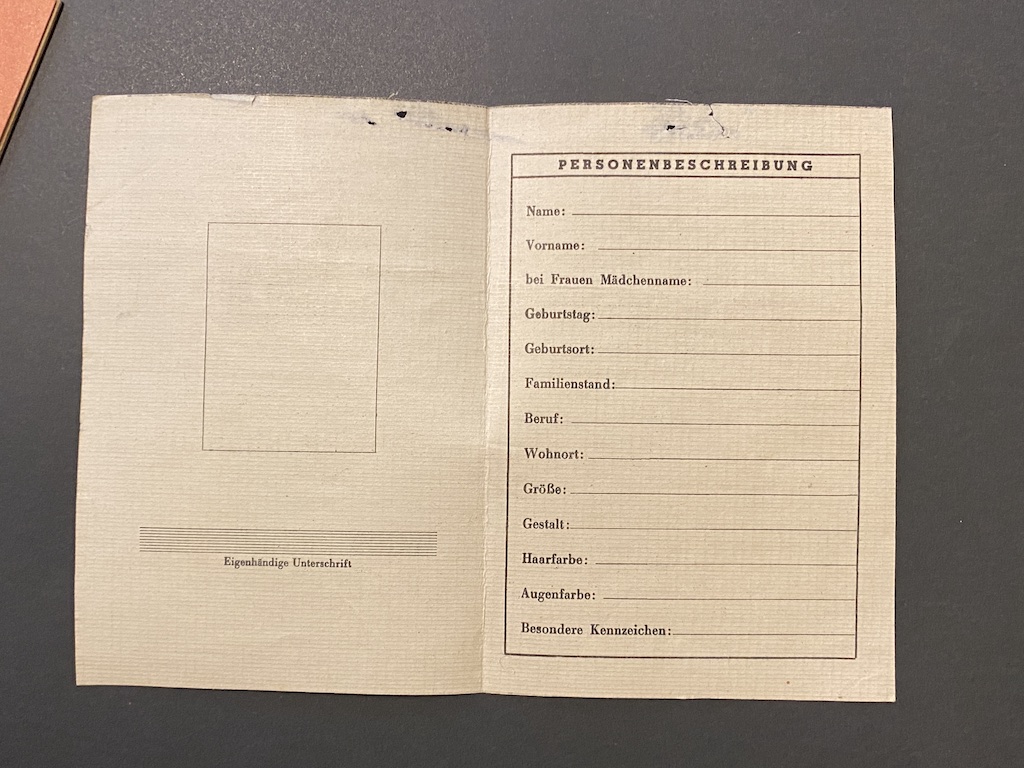 Eigenhändige Unterschrift
PERSONENBESCHREIBUNG
Name:
Vorname:
bei Frauen Mädchenname:
Geburtstag:
Geburtsort:
Familienstand:
Beruf:
Wohnort:
Größe:
Gestalt:
Haarfarbe:
Augenfarbe:
Besondere Kennzeichen: